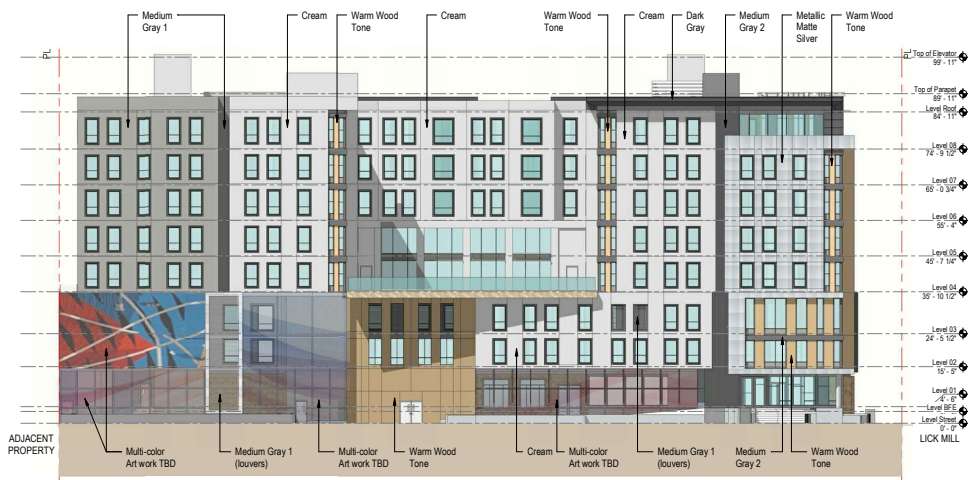 Medium
Gray 1
Cream
Warm Wood
Tone
Cream
Warm Wood
Tone
Cream
Dark
Gray
Medium
Gray 2
Metallic
Matte
Silver
Warm Wood
Tone
PL
PL
Top of Elevator
99' - 11"
Top of Parapet
89' - 11"
Level Roof
84' - 11"
Level 08
74' - 9 1/2"
Level 07
65' - 0 3/4"
Level 06
55' - 4"
Level 05
45' - 7 1/4"
Level 04
35' - 10 1/2"
Level 03
24' - 5 1/2"
Level 02
15' - 5"
Level 01
4' - 6"
Level BFE
Level Street
0' - 0"
ADJACENT
PROPERTY
LICK MILL
Multi-color
Art work TBD
Medium Gray 1
(louvers)
Multi-color
Art work TBD
Warm Wood
Tone
Cream
Multi-color
Art work TBD
Medium Gray 1
(louvers)
Medium
Gray 2
Warm Wood
Tone